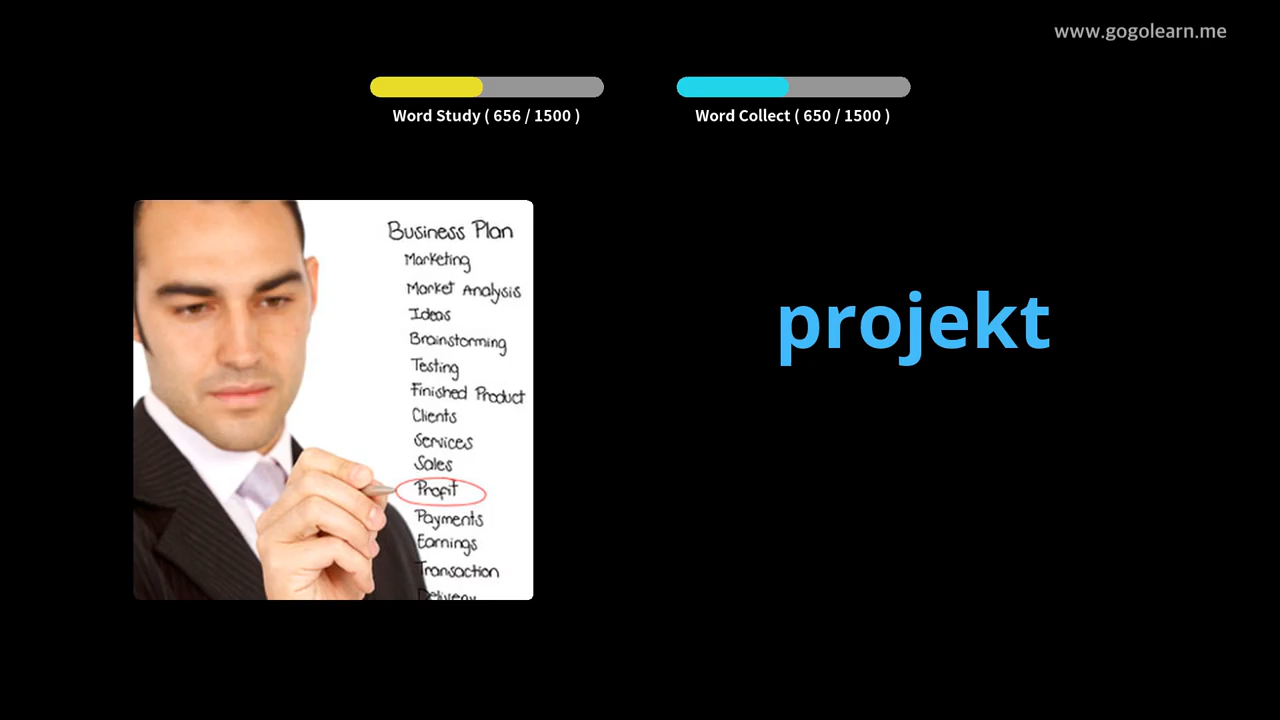 www.gogolearn.me
Word Study ( 656 / 1500 )
Word Collect ( 650 / 1500 )
Business Plan
Marketing
Market Analysis
Ideas
Brainstorming
Testing
Finished Product
Clients
Services
Sales
Profit
Payments
Earnings
Transaction
Delivery
projekt